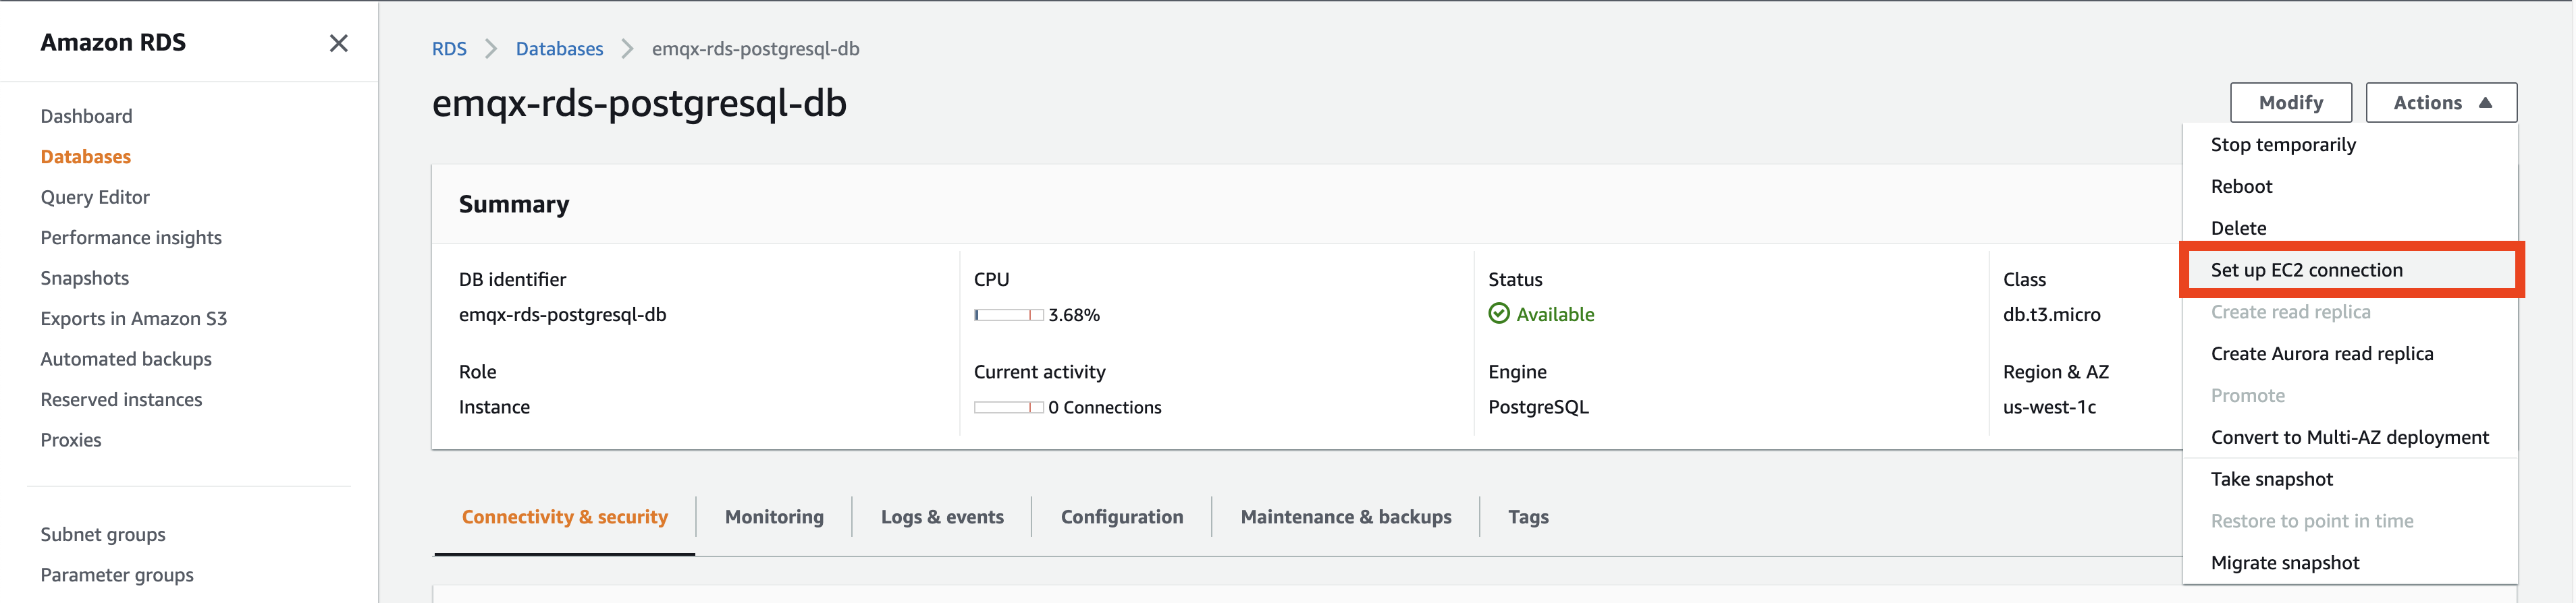 Amazon RDS
Dashboard
Databases
Query Editor
Performance insights
Snapshots
Exports in Amazon S3
Automated backups
Reserved instances
Proxies
Subnet groups
Parameter groups
RDS > Databases > emqx-rds-postgresql-db
emqx-rds-postgresql-db
Modify
Actions
Stop temporarily
Reboot
Delete
Set up EC2 connection
Create read replica
Create Aurora read replica
Promote
Convert to Multi-AZ deployment
Take snapshot
Restore to point in time
Migrate snapshot
Summary
DB identifier
emqx-rds-postgresql-db
CPU
3.68%
Status
Available
Class
db.t3.micro
Role
Instance
Current activity
0 Connections
Engine
PostgreSQL
Region & AZ
us-west-1c
Connectivity & security
Monitoring
Logs & events
Configuration
Maintenance & backups
Tags